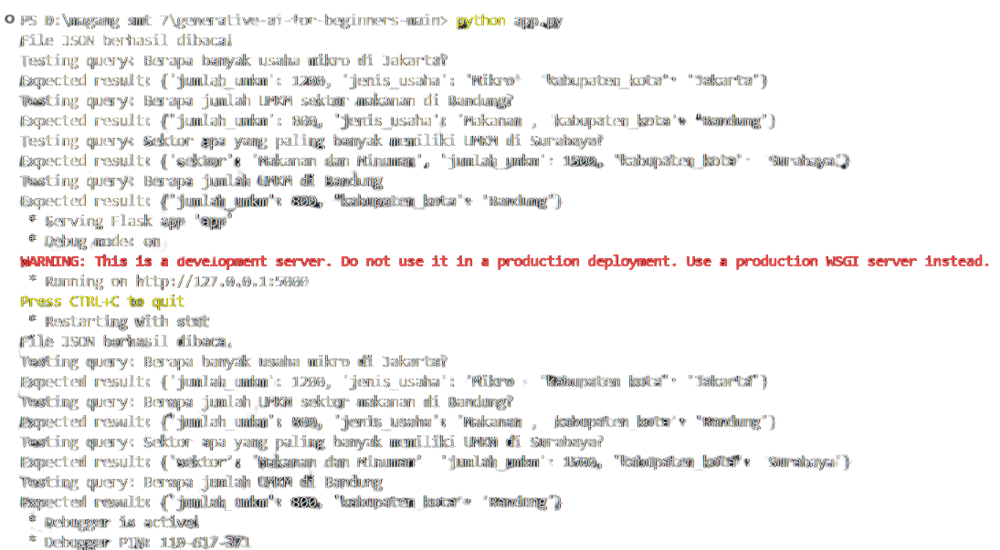 PS D:\magang smt 7\generative-ai-for-beginners-main> python app.py
File JSON berhasil dibaca!
Testing query: Berapa banyak usaha mikro di Jakarta?
Expected result: {'jumlah_umkm': 1200, 'jenis_usaha': 'Mikro' 'kabupaten_kota': 'Jakarta'}
Testing query: Berapa jumlah UMKM sektor makanan di Bandung?
Expected result: {'jumlah_umkm': 800, 'jenis_usaha': 'Makanan , 'kabupaten_kota': 'Bandung'}
Testing query: Sektor apa yang paling banyak memiliki UMKM di Surabaya?
Expected result: {'sektor': 'Makanan dan Minuman', 'jumlah_umkm': 1500, 'kabupaten_kota': Surabaya'}
Testing query: Berapa jumlah UMKM di Bandung
Expected result: {'jumlah_umkm': 800, 'kabupaten_kota': 'Bandung'}
* Serving Flask app 'app'
* Debug mode: on
WARNING: This is a development server. Do not use it in a production deployment. Use a production WSGI server instead.
* Running on http://127.0.0.1:5000
Press CTRL+C to quit
* Restarting with stat
File JSON berhasil dibaca.
Testing query: Berapa banyak usaha mikro di Jakarta?
Expected result: {'jumlah_umkm': 1200, 'jenis_usaha': 'Mikro 'kabupaten_kota': 'Jakarta'}
Testing query: Berapa jumlah UMKM sektor makanan di Bandung?
Expected result: {'jumlah_umkm': 800, 'jenis_usaha': 'Makanan , kabupaten_kota': 'Bandung'}
Testing query: Sektor apa yang paling banyak memiliki UMKM di Surabaya?
Expected result: {'sektor': 'Makanan dan Minuman' 'jumlah_umkm': 1500, 'kabupaten_kota': Surabaya'}
Testing query: Berapa jumlah UMKM di Bandung
Expected result: {'jumlah_umkm': 800, 'kabupaten_kota': 'Bandung'}
* Debugger is active!
* Debugger PIN: 110-617-371